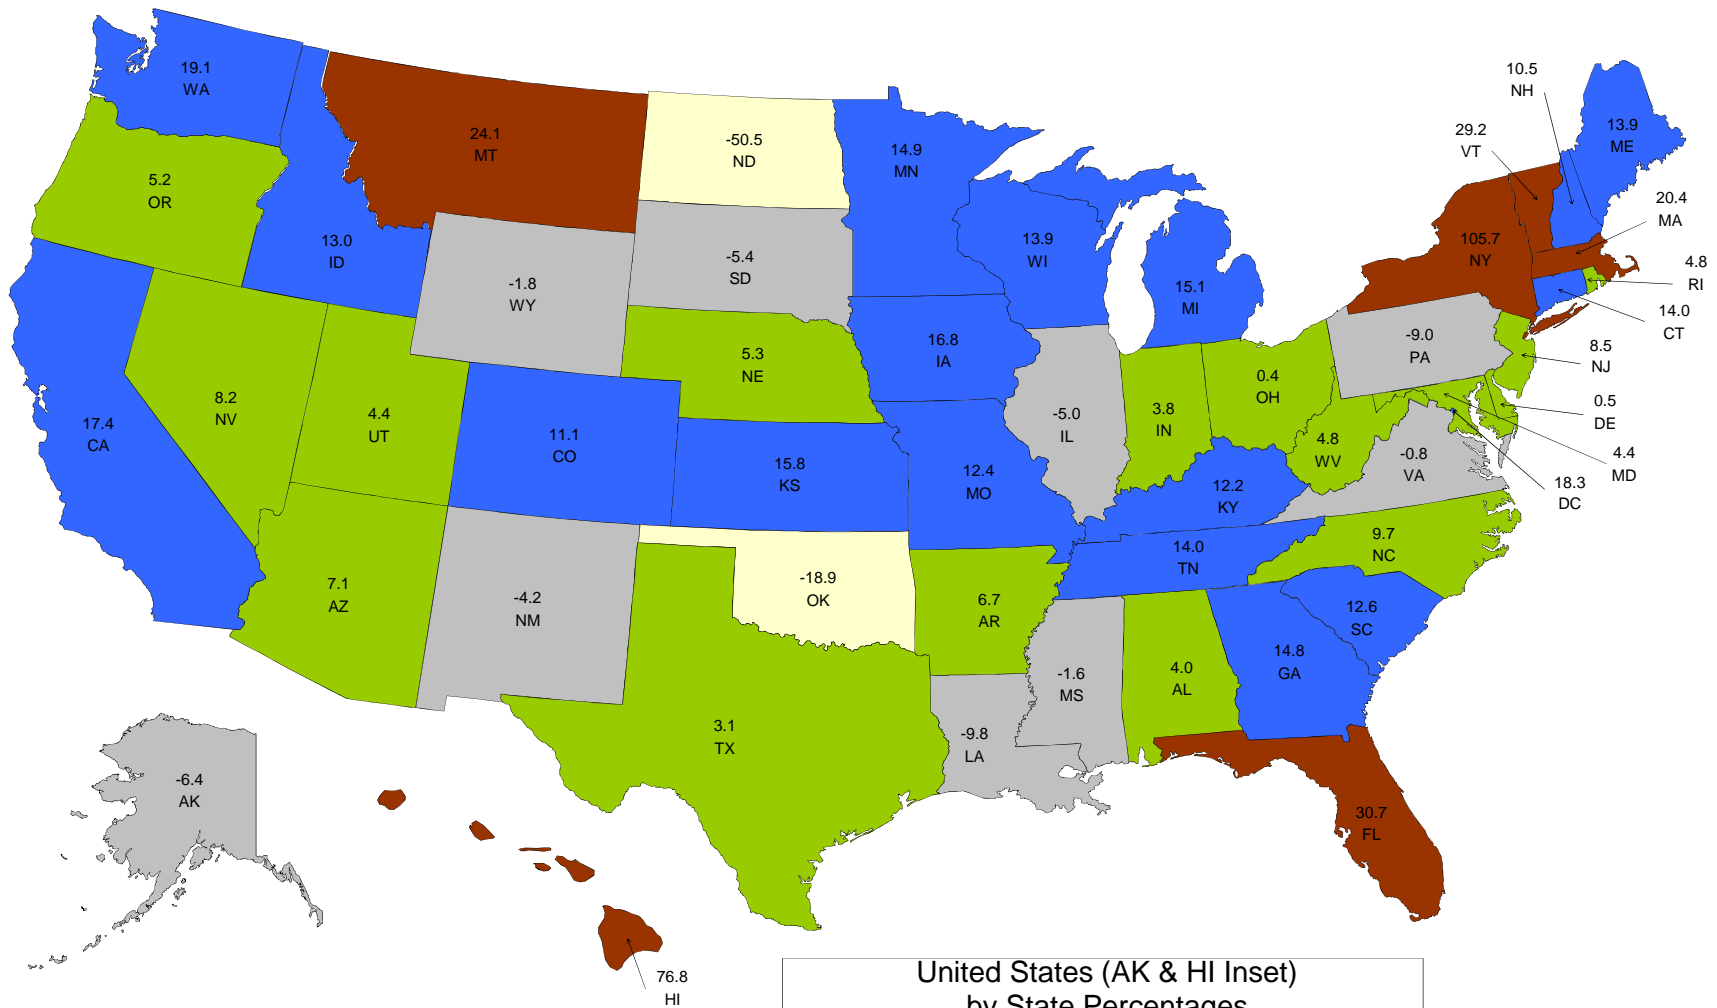 19.1
WA
24.1
MT
-50.5
ND
14.9
MN
10.5
NH
13.9
ME
29.2
VT
20.4
MA
5.2
OR
13.0
ID
-1.8
WY
-5.4
SD
13.9
WI
15.1
MI
105.7
NY
4.8
RI
14.0
CT
8.5
NJ
0.5
DE
4.4
MD
18.3
DC
17.4
CA
8.2
NV
4.4
UT
11.1
CO
5.3
NE
16.8
IA
-5.0
IL
3.8
IN
0.4
OH
-9.0
PA
4.8
WV
-0.8
VA
15.8
KS
12.4
MO
12.2
KY
14.0
TN
9.7
NC
7.1
AZ
-4.2
NM
-18.9
OK
6.7
AR
12.6
SC
3.1
TX
-9.8
LA
-1.6
MS
4.0
AL
14.8
GA
30.7
FL
-6.4
AK
76.8
HI
United States (AK & HI Inset)
by State Percentages